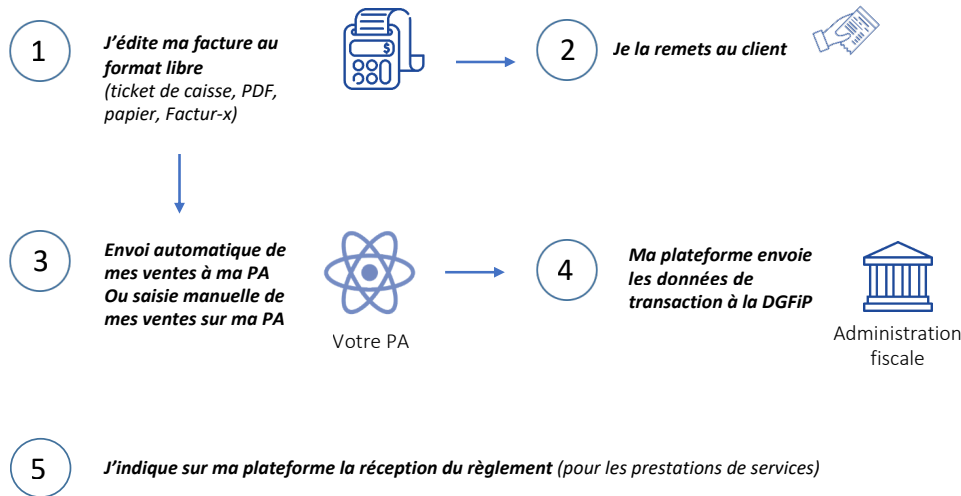 1
J’édite ma facture au
format libre
(ticket de caisse, PDF,
papier, Factur-x)
$
2
Je la remets au client
3
Envoi automatique de
mes ventes à ma PA
Ou saisie manuelle de
mes ventes sur ma PA
Votre PA
4
Ma plateforme envoie
les données de
transaction à la DGFiP
Administration
fiscale
5
J’indique sur ma plateforme la réception du règlement (pour les prestations de services)